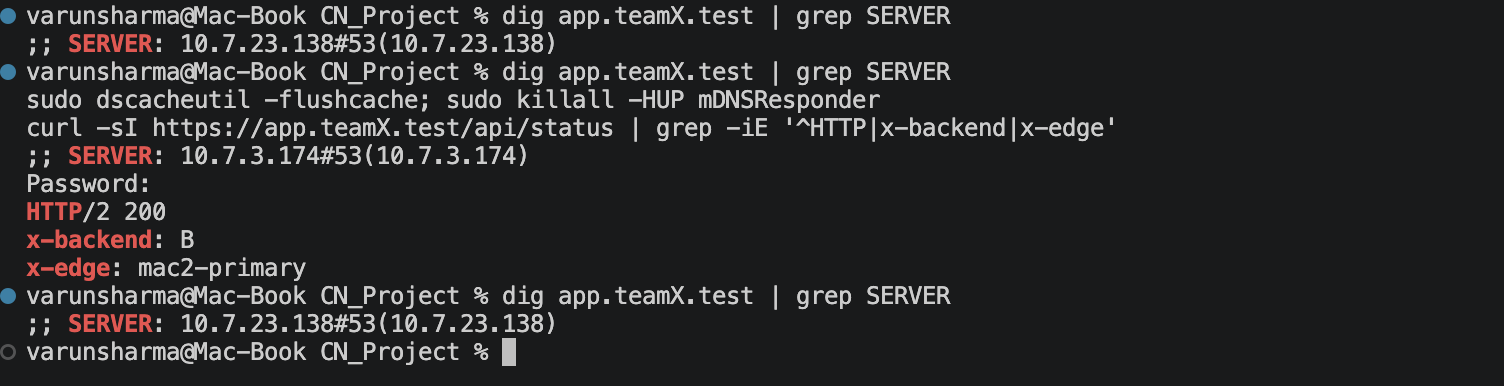 varunsharma@Mac-Book CN_Project % dig app.teamX.test | grep SERVER
;; SERVER: 10.7.23.138#53(10.7.23.138)
varunsharma@Mac-Book CN_Project % dig app.teamX.test | grep SERVER
sudo dscacheutil -flushcache; sudo killall -HUP mDNSResponder
curl -sI https://app.teamX.test/api/status | grep -iE '^HTTP|x-backend|x-edge'
;; SERVER: 10.7.3.174#53(10.7.3.174)
Password:
HTTP/2 200
x-backend: B
x-edge: mac2-primary
varunsharma@Mac-Book CN_Project % dig app.teamX.test | grep SERVER
;; SERVER: 10.7.23.138#53(10.7.23.138)
varunsharma@Mac-Book CN_Project %